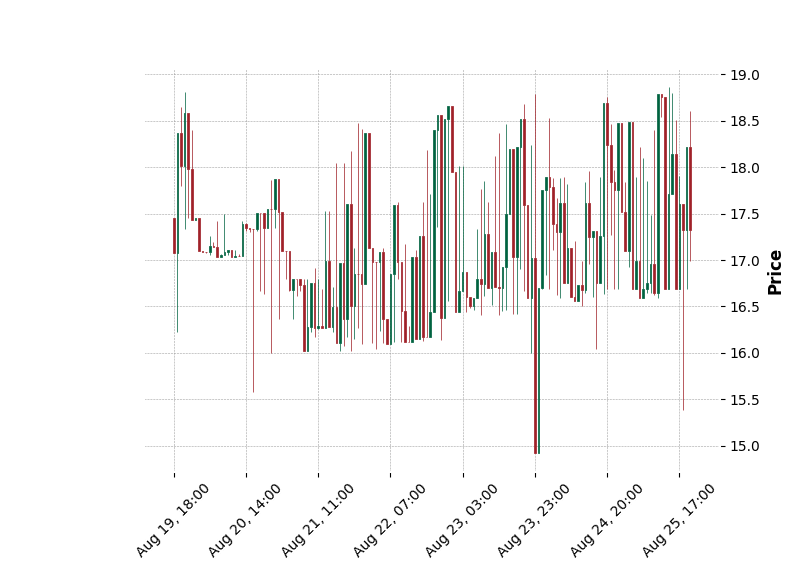 19.0
18.5
18.0
17.5
17.0
16.5
16.0
15.5
15.0
Price
Aug 19, 18:00
Aug 20, 14:00
Aug 21, 11:00
Aug 22, 07:00
Aug 23, 03:00
Aug 23, 23:00
Aug 24, 20:00
Aug 25, 17:00